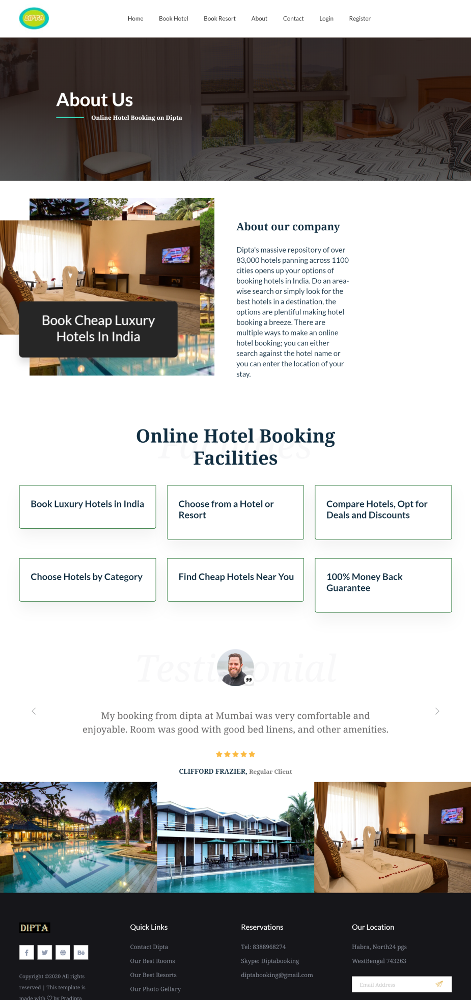 DIPTA
Home
Book Hotel
Book Resort
About
Contact
Login
Register
About Us
Online Hotel Booking on Dipta
Book Cheap Luxury
Hotels In India
About our company
Dipta's massive repository of over
83,000 hotels panning across 1100
cities opens up your options of
booking hotels in India. Do an area-
wise search or simply look for the
best hotels in a destination, the
options are plentiful making hotel
booking a breeze. There are
multiple ways to make an online
hotel booking; you can either
search against the hotel name or
you can enter the location of your
stay.
Facilities
Online Hotel Booking
Facilities
Book Luxury Hotels in India
Choose from a Hotel or
Resort
Compare Hotels, Opt for
Deals and Discounts
Choose Hotels by Category
Find Cheap Hotels Near You
100% Money Back
Guarantee
Testimonial
My booking from dipta at Mumbai was very comfortable and
enjoyable. Room was good with good bed linens, and other amenities.
CLIFFORD FRAZIER, Regular Client
DIPTA
Bē
Copyright ©2020 All rights
reserved | This template is
made with ♡ by Pradipta
Quick Links
Contact Dipta
Our Best Rooms
Our Best Resorts
Our Photo Gellary
Reservations
Tel: 8388968274
Skype: Diptabooking
diptabooking@gmail.com
Our Location
Habra, North24 pgs
WestBengal 743263
Email Address